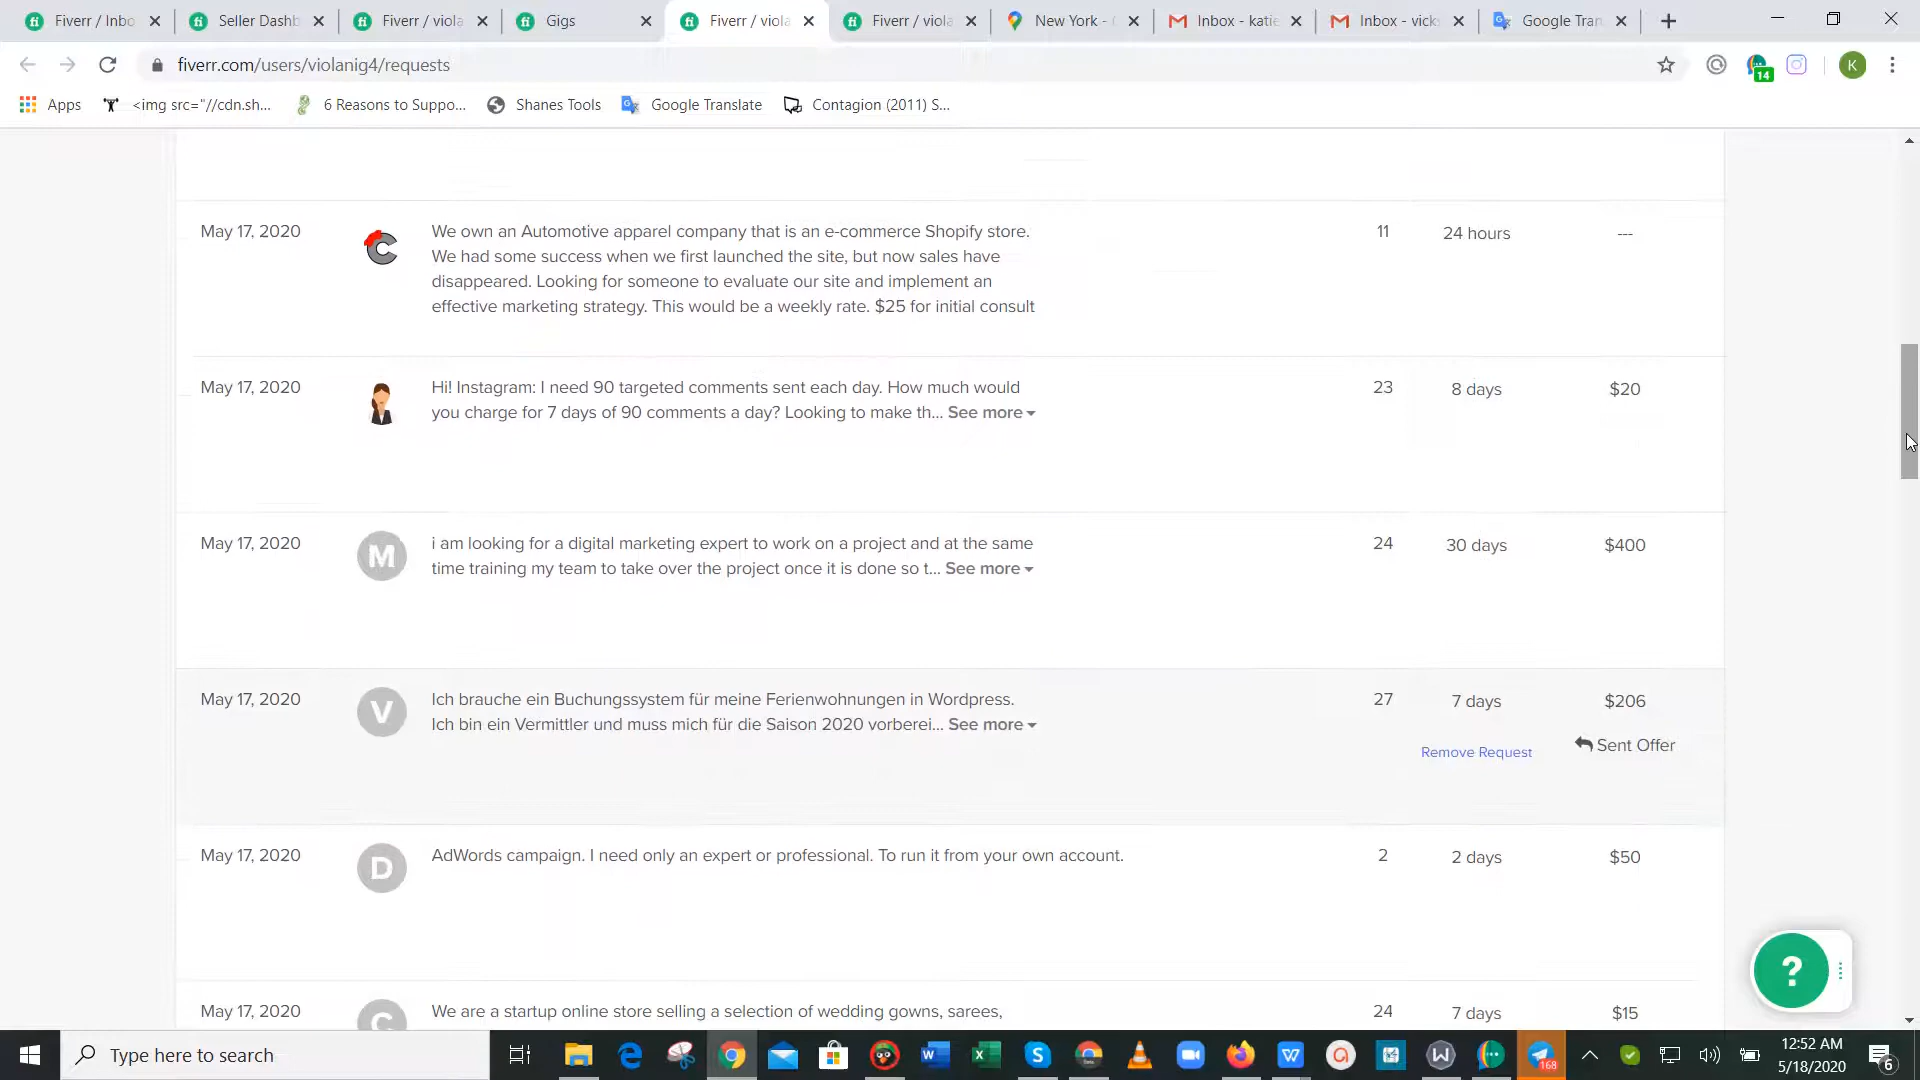 Fiverr / Inbo
Seller Dashb
Fiverr / viola
Gigs
Fiverr / viola
Fiverr / viola
New York -
Inbox - katie
Inbox - vick
Google Tran
fiverr.com/users/violanig4/requests
14
K
Apps
<img src="//cdn.sh...
6 Reasons to Suppo...
Shanes Tools
Google Translate
Contagion (2011) S...
May 17, 2020
C
We own an Automotive apparel company that is an e-commerce Shopify store.
We had some success when we first launched the site, but now sales have
disappeared. Looking for someone to evaluate our site and implement an
effective marketing strategy. This would be a weekly rate. $25 for initial consult
11
24 hours
---
May 17, 2020
Hi! Instagram: I need 90 targeted comments sent each day. How much would
you charge for 7 days of 90 comments a day? Looking to make th... See more
23
8 days
$20
May 17, 2020
M
i am looking for a digital marketing expert to work on a project and at the same
time training my team to take over the project once it is done so t... See more
24
30 days
$400
May 17, 2020
V
Ich brauche ein Buchungssystem für meine Ferienwohnungen in Wordpress.
Ich bin ein Vermittler und muss mich für die Saison 2020 vorberei... See more
27
7 days
$206
Remove Request
Sent Offer
May 17, 2020
D
AdWords campaign. I need only an expert or professional. To run it from your own account.
2
2 days
$50
May 17, 2020
C
We are a startup online store selling a selection of wedding gowns, sarees,
24
7 days
$15
?
Type here to search
168
12:52 AM
5/18/2020
6